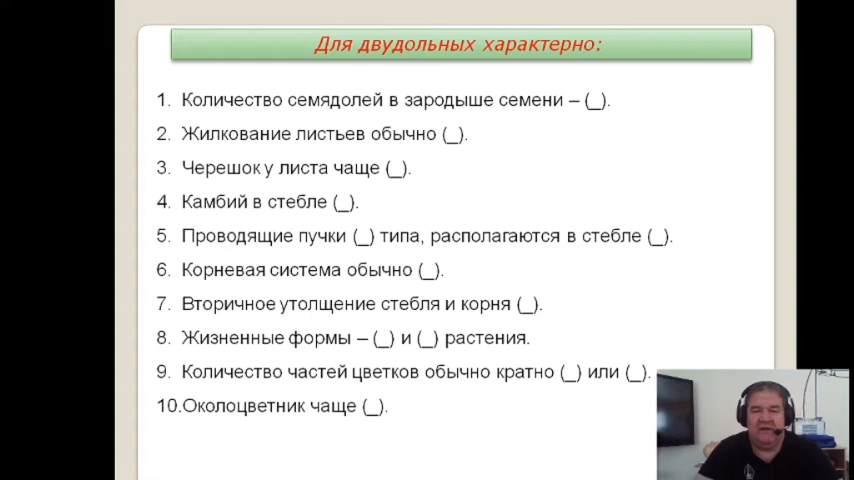 Для двудольных характерно:
1. Количество семядолей в зародыше семени – (_).
2. Жилкование листьев обычно (_).
3. Черешок у листа чаще (_).
4. Камбий в стебле (_).
5. Проводящие пучки (_) типа, располагаются в стебле (_).
6. Корневая система обычно (_).
7. Вторичное утолщение стебля и корня (_).
8. Жизненные формы – (_) и (_) растения.
9. Количество частей цветков обычно кратно (_) или (_).
10.Околоцветник чаще (_).